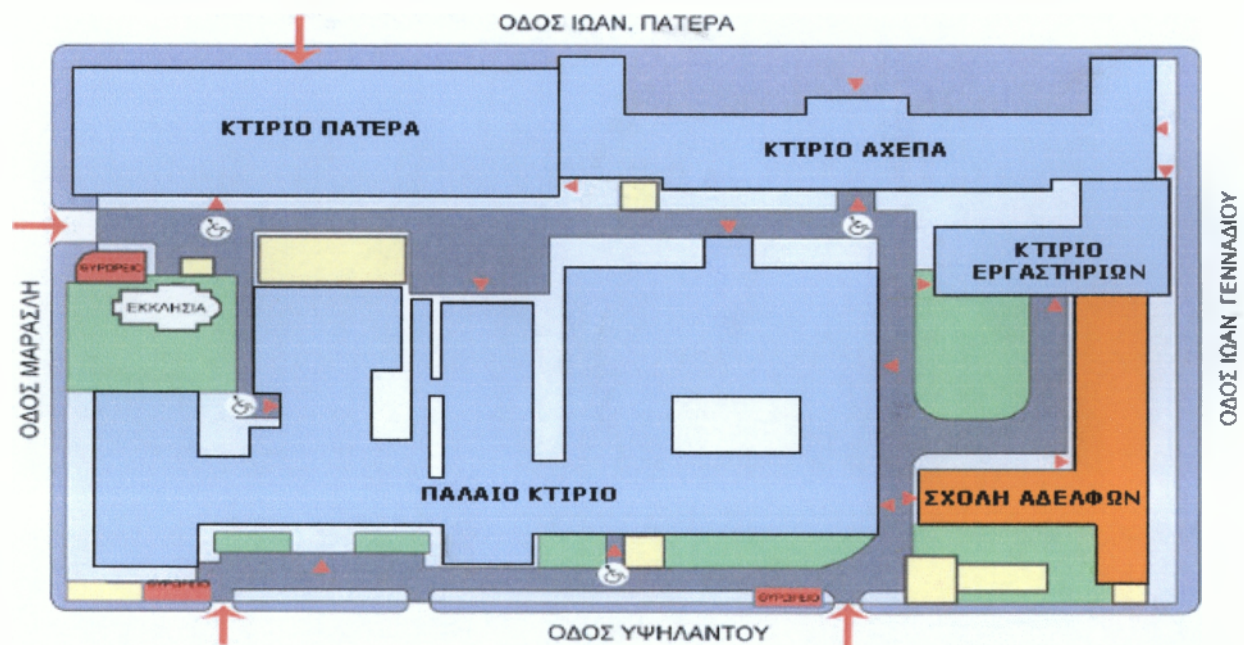 ΟΔΟΣ ΙΩΑΝ. ΠΑΤΕΡΑ
ΚΤΙΡΙΟ ΠΑΤΕΡΑ
ΚΤΙΡΙΟ ΑΧΕΠΑ
ΚΤΙΡΙΟ
ΕΡΓΑΣΤΗΡΙΩΝ
ΘΥΡΩΡΕΙΟ
ΕΚΚΛΗΣΙΑ
ΟΔΟΣ ΜΑΡΑΣΛΗ
ΟΔΟΣ ΙΩΑΝ ΓΕΝΝΑΔΙΟΥ
ΠΑΛΑΙΟ ΚΤΙΡΙΟ
ΣΧΟΛΗ ΑΔΕΛΦΩΝ
ΘΥΡΩΡΕΙΟ
ΘΥΡΩΡΕΙΟ
ΟΔΟΣ ΥΨΗΛΑΝΤΟΥ